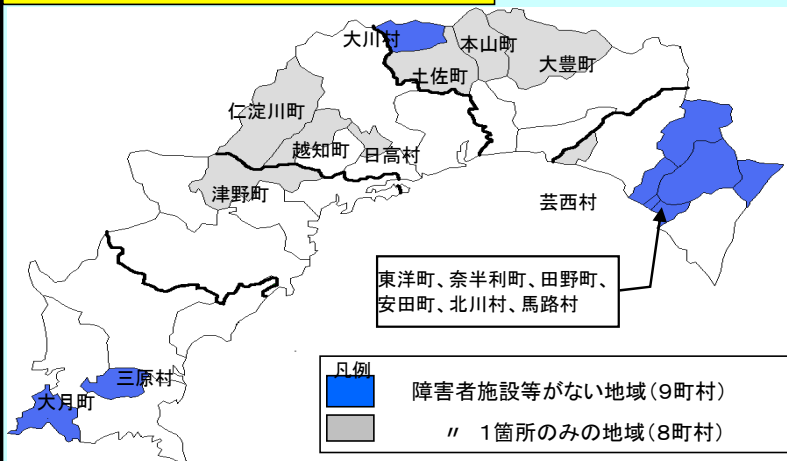 大川村
本山町
大豊町
土佐町
仁淀川町
越知町
日高村
津野町
芸西村
東洋町、奈半利町、田野町、
安田町、北川村、馬路村
三原村
大月町
凡例
障害者施設等がない地域(9町村)
〃 1箇所のみの地域(8町村)